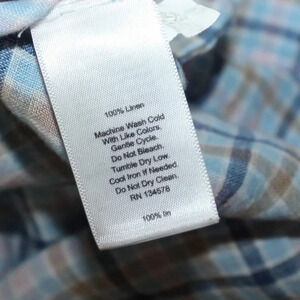 100% Linen
Machine Wash Cold
With Like Colors.
Gentle Cycle.
Do Not Bleach.
Tumble Dry Low.
Cool Iron If Needed.
Do Not Dry Clean.
RN 134578
100% lin